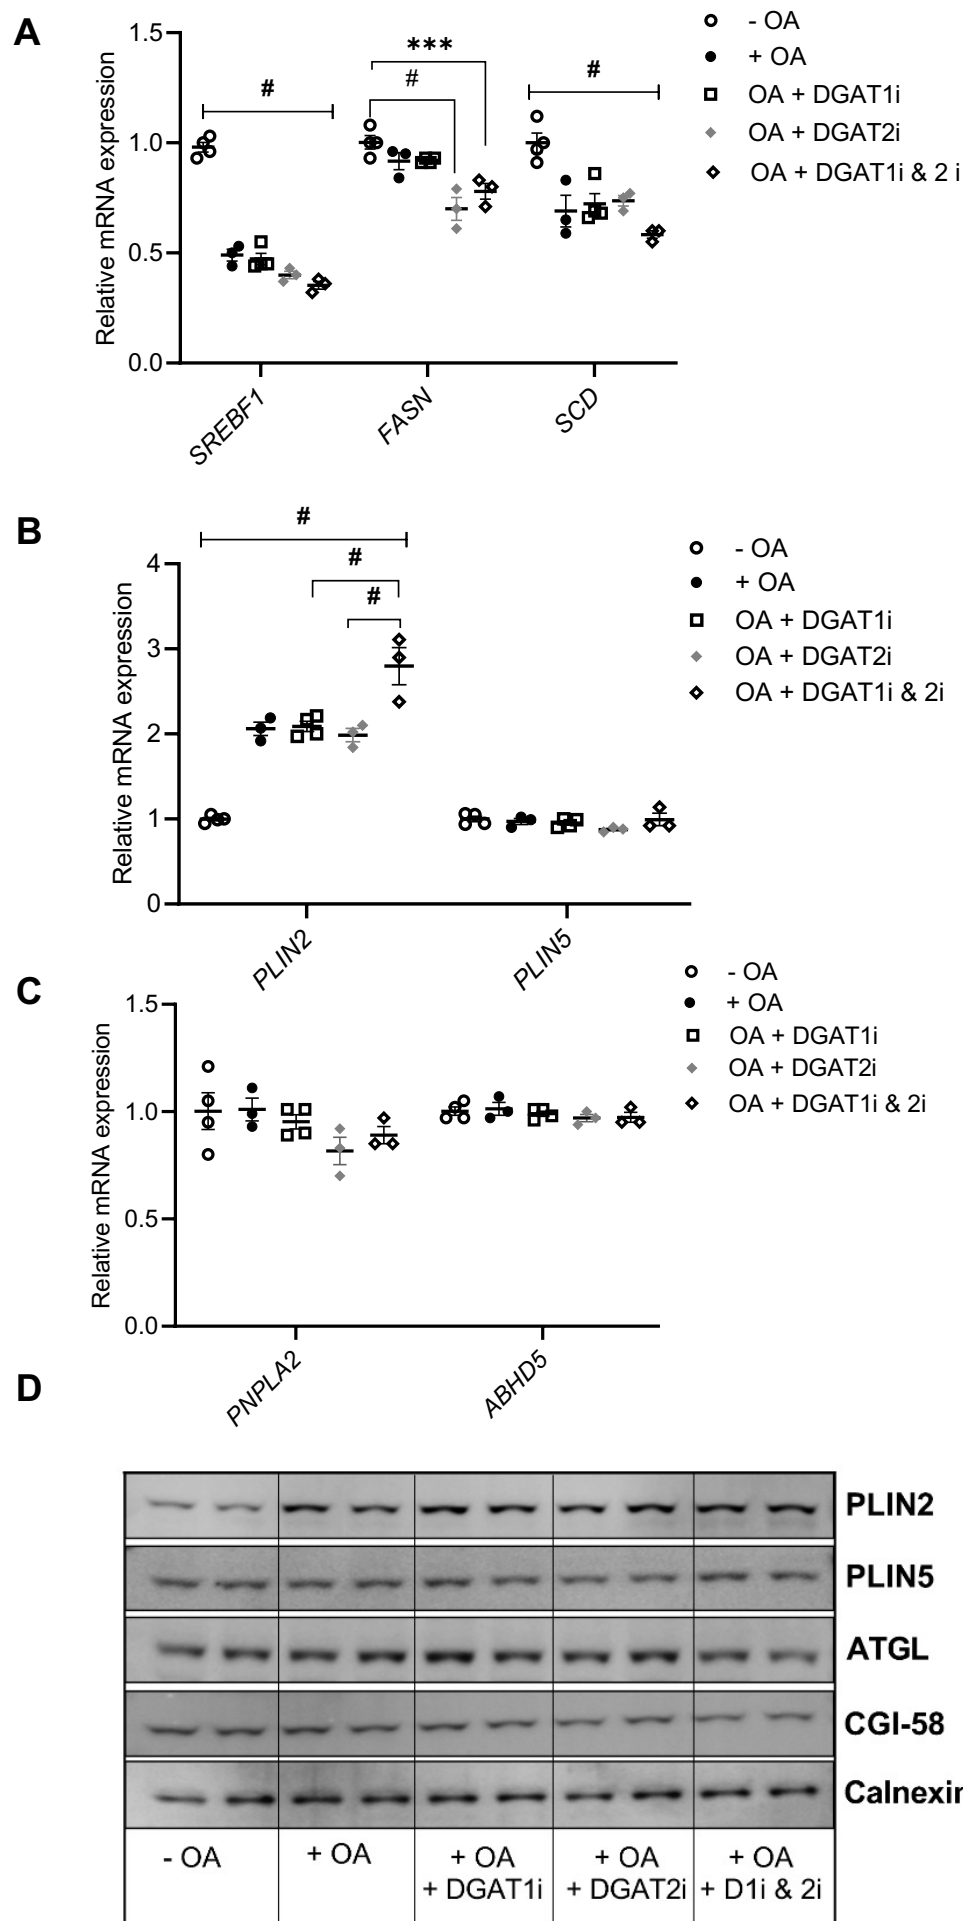 A
Relative mRNA expression
1.5
1.0
0.5
0.0
#
***
#
#
SREBF1
FASN
SCD
- OA
+ OA
OA + DGAT1i
OA + DGAT2i
OA + DGAT1i & 2 i
B
Relative mRNA expression
4
3
2
1
0
#
#
#
PLIN2
PLIN5
- OA
+ OA
OA + DGAT1i
OA + DGAT2i
OA + DGAT1i & 2i
C
Relative mRNA expression
1.5
1.0
0.5
0.0
PNPLA2
ABHD5
- OA
+ OA
OA + DGAT1i
OA + DGAT2i
OA + DGAT1i & 2i
D
PLIN2
PLIN5
ATGL
CGI-58
Calnexin
- OA
+ OA
+ OA
+ DGAT1i
+ OA
+ DGAT2i
+ OA
+ D1i & 2i